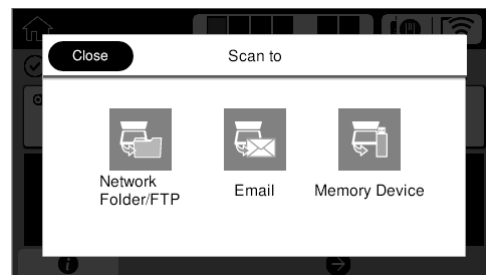 Close
Scan to
Network
Folder/FTP
Email
Memory Device